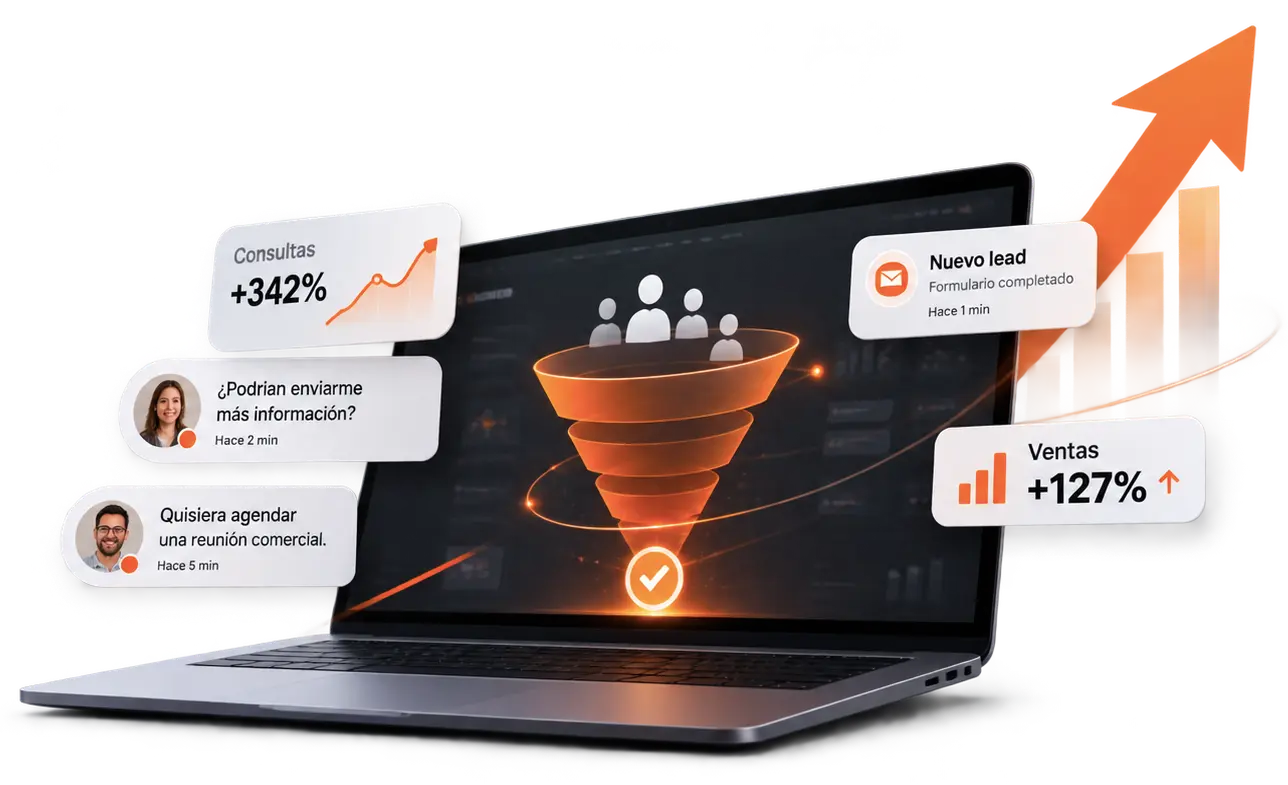 Consultas
+342%
¿Podrian enviarme
más información?
Hace 2 min
Quisiera agendar
una reunión comercial.
Hace 5 min
Nuevo lead
Formulario completado
Hace 1 min
Ventas
+127%